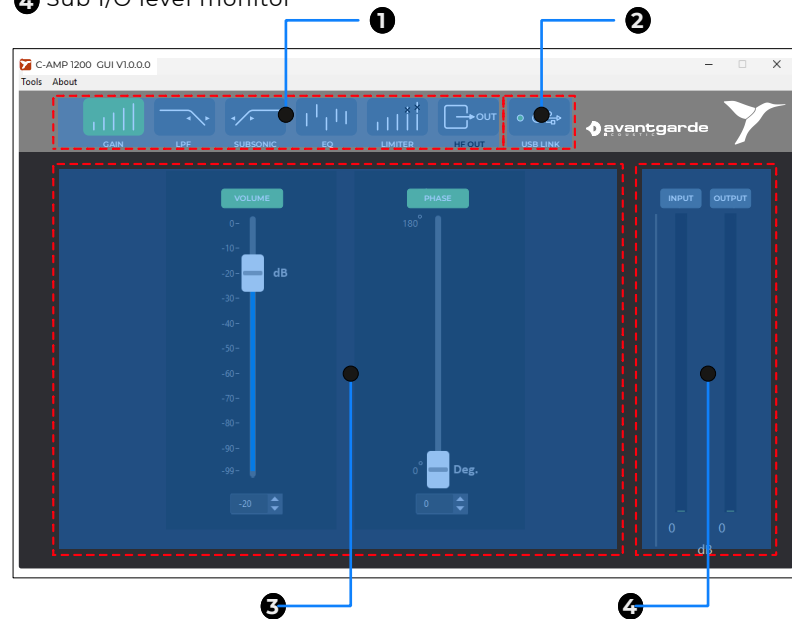 4 Sub I/O level monitor
1 2
C-AMP 1200 GUI V1.0.0.0
Tools About
OUT
GAIN LPF SUBSONIC EQ LIMITER HF OUT USB LINK
avantgarde
ACOUSTIC
VOLUME PHASE INPUT OUTPUT
0 180°
-10
-20 dB
-30
-40
-50
-60
-70
-80
-90
-99 0° Deg.
-20 0
0 0
dB
3 4